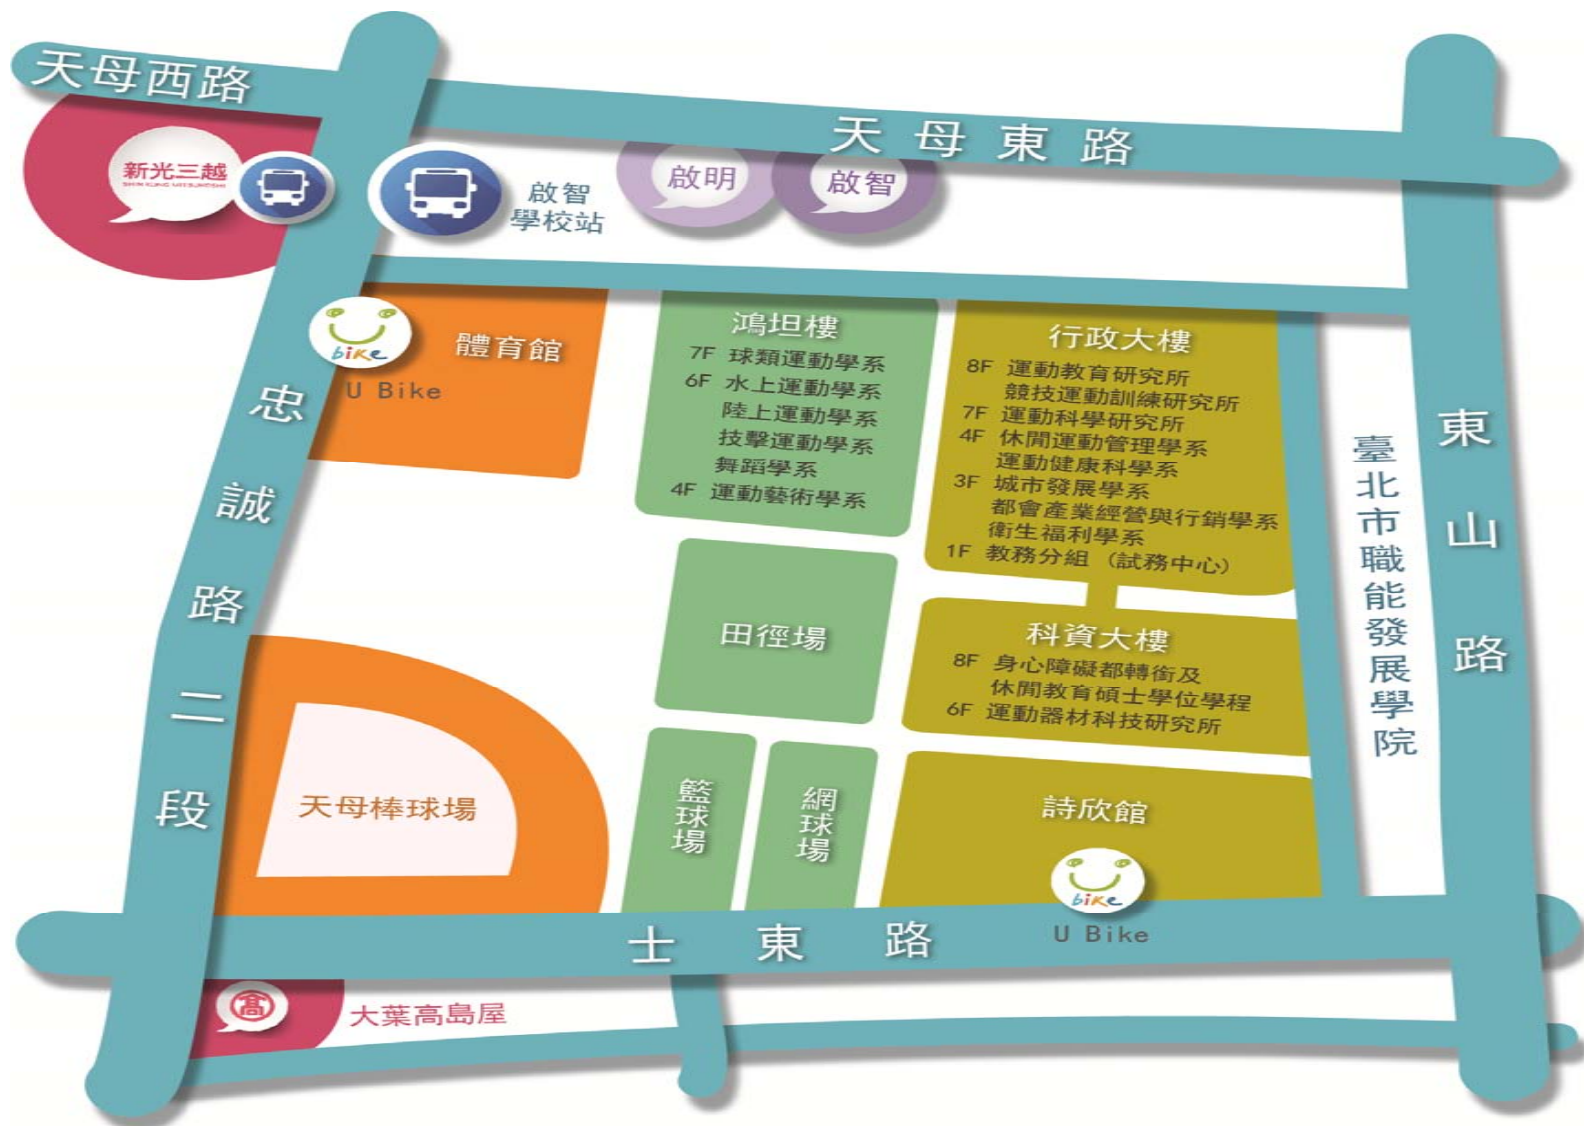 天母西路
天母東路
新光三越
SHIN KONG MITSUKOSHI
啟智
學校站
啟明
啟智
bike
U Bike
體育館
鴻坦樓
7F 球類運動學系
6F 水上運動學系
陸上運動學系
技擊運動學系
舞蹈學系
4F 運動藝術學系
行政大樓
8F 運動教育研究所
競技運動訓練研究所
7F 運動科學研究所
4F 休閒運動管理學系
運動健康科學系
3F 城市發展學系
都會產業經營與行銷學系
衛生福利學系
1F 教務分組 (試務中心)
忠誠路二段
東山路
臺北市職能發展學院
田徑場
科資大樓
8F 身心障礙都轉銜及
休閒教育碩士學位學程
6F 運動器材科技研究所
天母棒球場
籃球場
網球場
詩欣館
bike
U Bike
士東路
髙
大葉高島屋